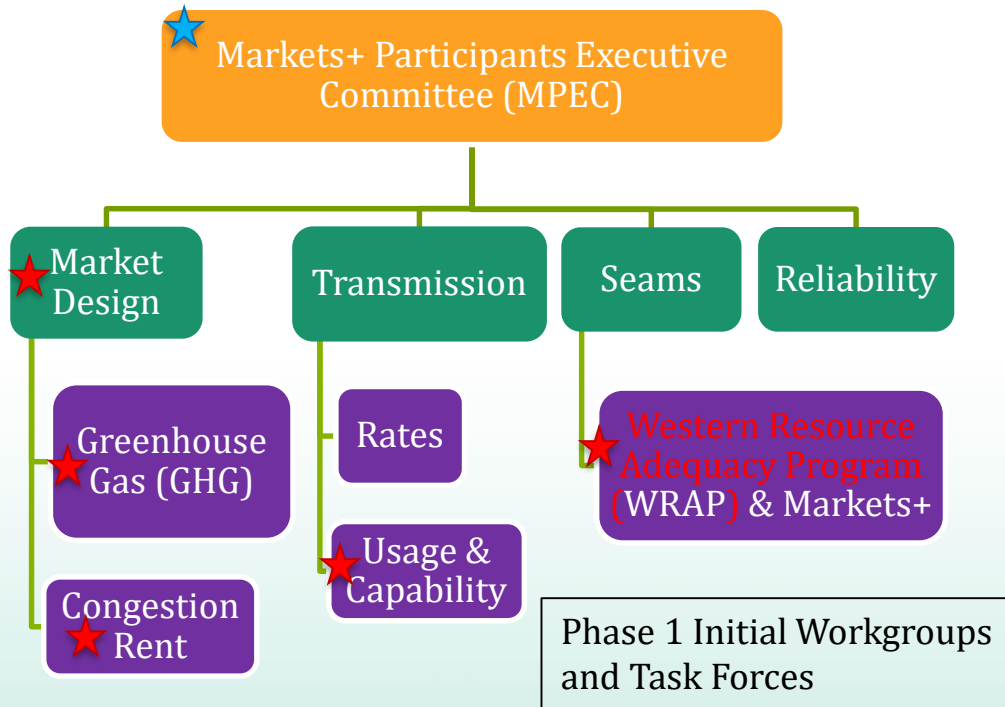 Markets+ Participants Executive
Committee (MPEC)
Market
Design
Transmission
Seams
Reliability
Greenhouse
Gas (GHG)
Rates
Western Resource
Adequacy Program
(WRAP) & Markets+
Usage &
Capability
Congestion
Rent
Phase 1 Initial Workgroups
and Task Forces